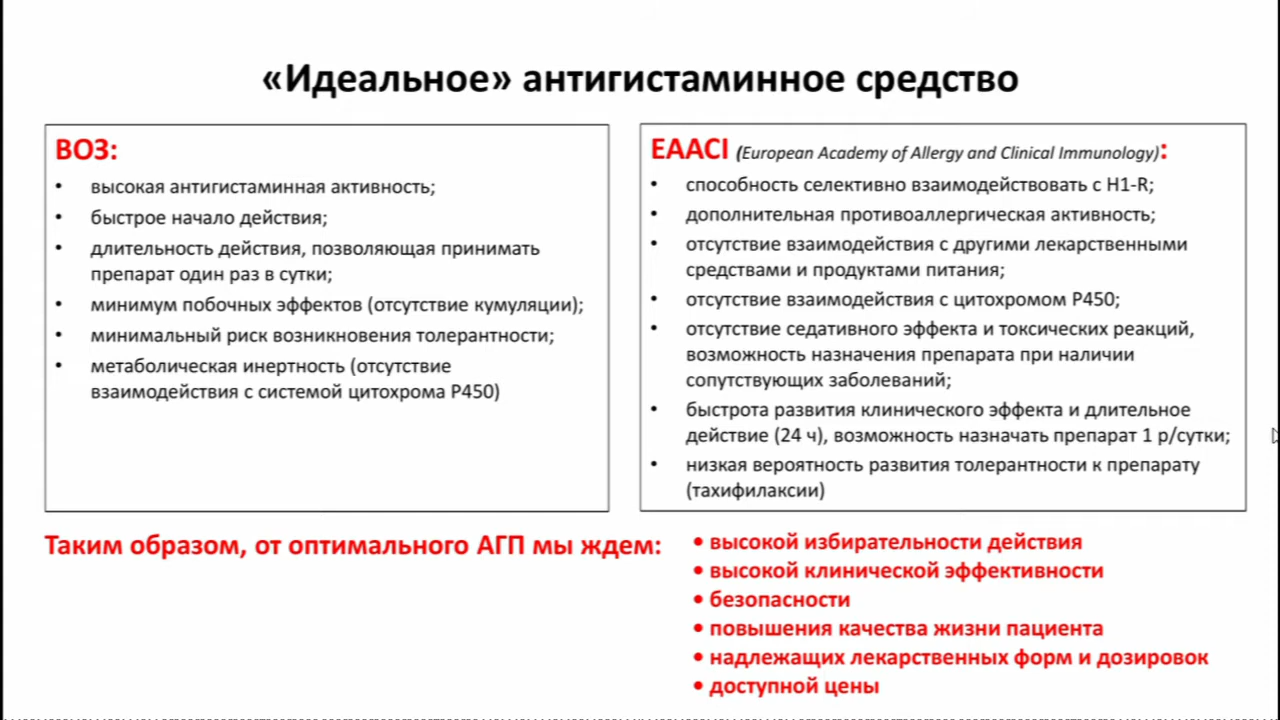 «Идеальное» антигистаминное средство
ВОЗ:
• высокая антигистаминная активность;
• быстрое начало действия;
• длительность действия, позволяющая принимать
препарат один раз в сутки;
• минимум побочных эффектов (отсутствие кумуляции);
• минимальный риск возникновения толерантности;
• метаболическая инертность (отсутствие
взаимодействия с системой цитохрома Р450)
EAACI (European Academy of Allergy and Clinical Immunology):
• способность селективно взаимодействовать с H1-R;
• дополнительная противоаллергическая активность;
• отсутствие взаимодействия с другими лекарственными
средствами и продуктами питания;
• отсутствие взаимодействия с цитохромом Р450;
• отсутствие седативного эффекта и токсических реакций,
возможность назначения препарата при наличии
сопутствующих заболеваний;
• быстрота развития клинического эффекта и длительное
действие (24 ч), возможность назначать препарат 1 р/сутки;
• низкая вероятность развития толерантности к препарату
(тахифилаксии)
Таким образом, от оптимального АГП мы ждем:
• высокой избирательности действия
• высокой клинической эффективности
• безопасности
• повышения качества жизни пациента
• надлежащих лекарственных форм и дозировок
• доступной цены